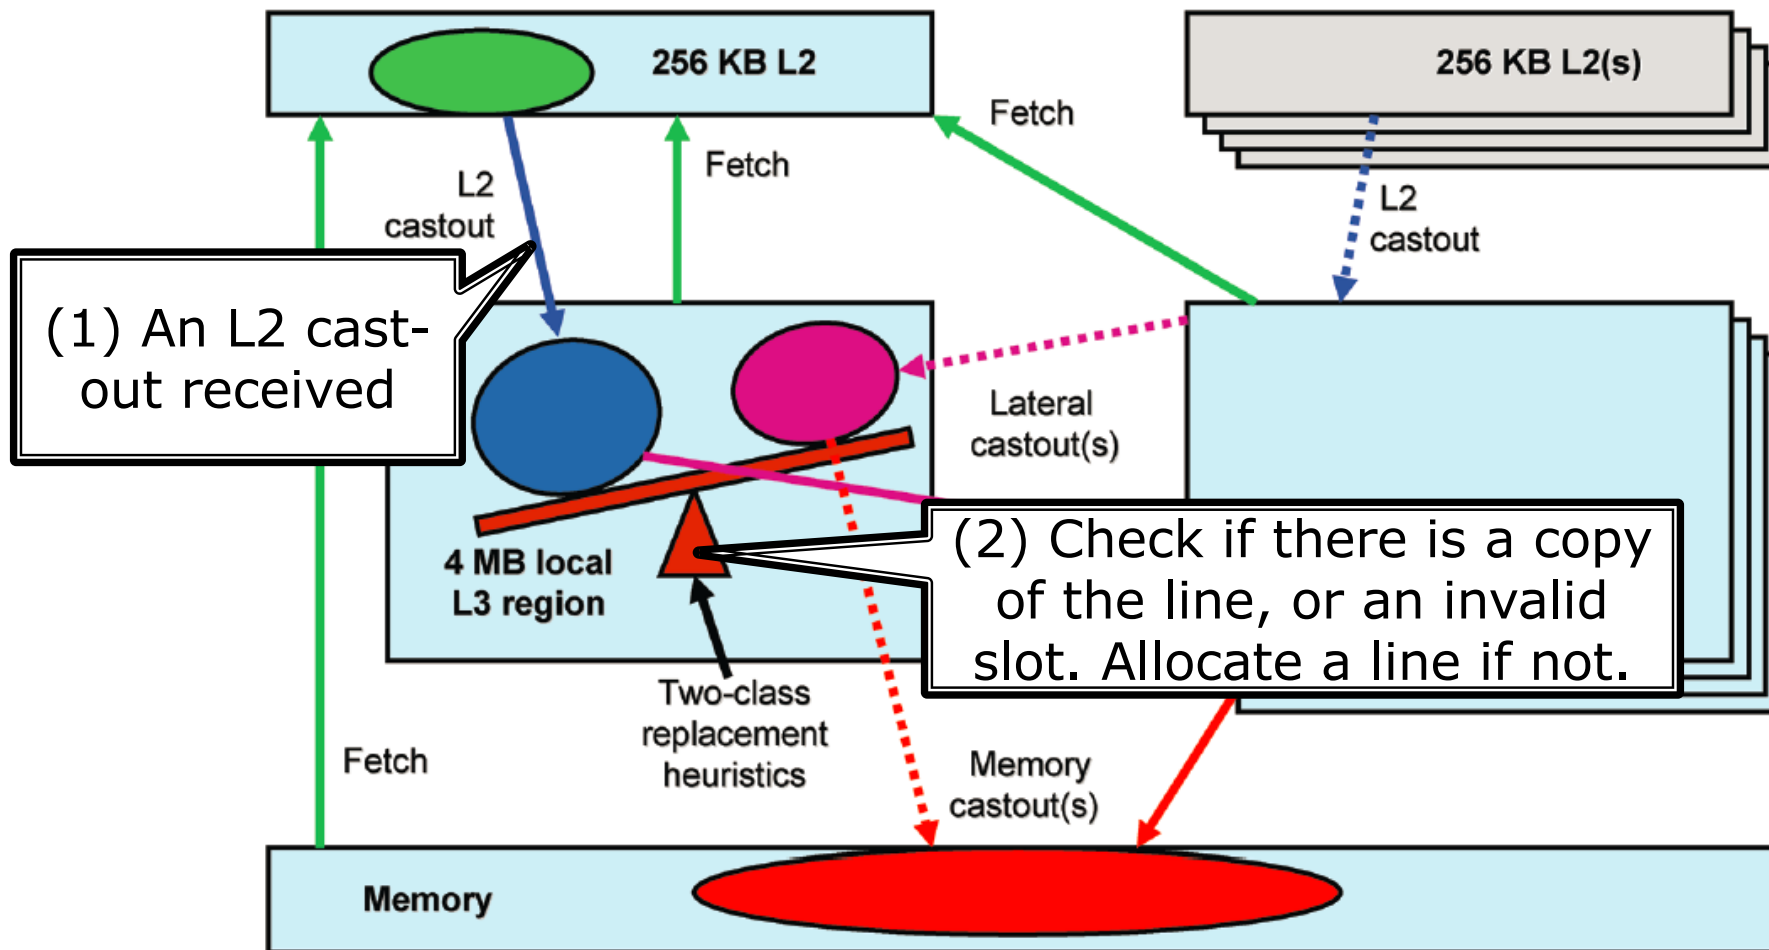 256 KB L2
256 KB L2(s)
Fetch
Fetch
L2
castout
L2
castout
(1) An L2 cast-
out received
Lateral
castout(s)
4 MB local
L3 region
(2) Check if there is a copy
of the line, or an invalid
slot. Allocate a line if not.
Two-class
replacement
heuristics
Fetch
Memory
castout(s)
Memory